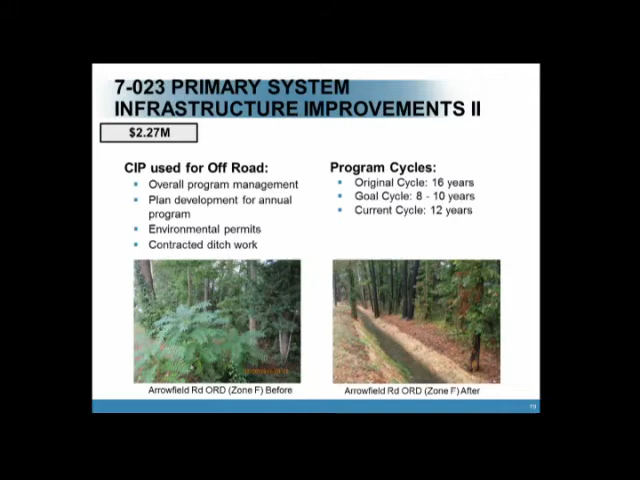 7-023 PRIMARY SYSTEM
INFRASTRUCTURE IMPROVEMENTS II
$2.27M
CIP used for Off Road:
Overall program management
Plan development for annual
program
Environmental permits
Contracted ditch work
Program Cycles:
Original Cycle: 16 years
Goal Cycle: 8 - 10 years
Current Cycle: 12 years
Arrowfield Rd ORD (Zone F) Before
Arrowfield Rd ORD (Zone F) After